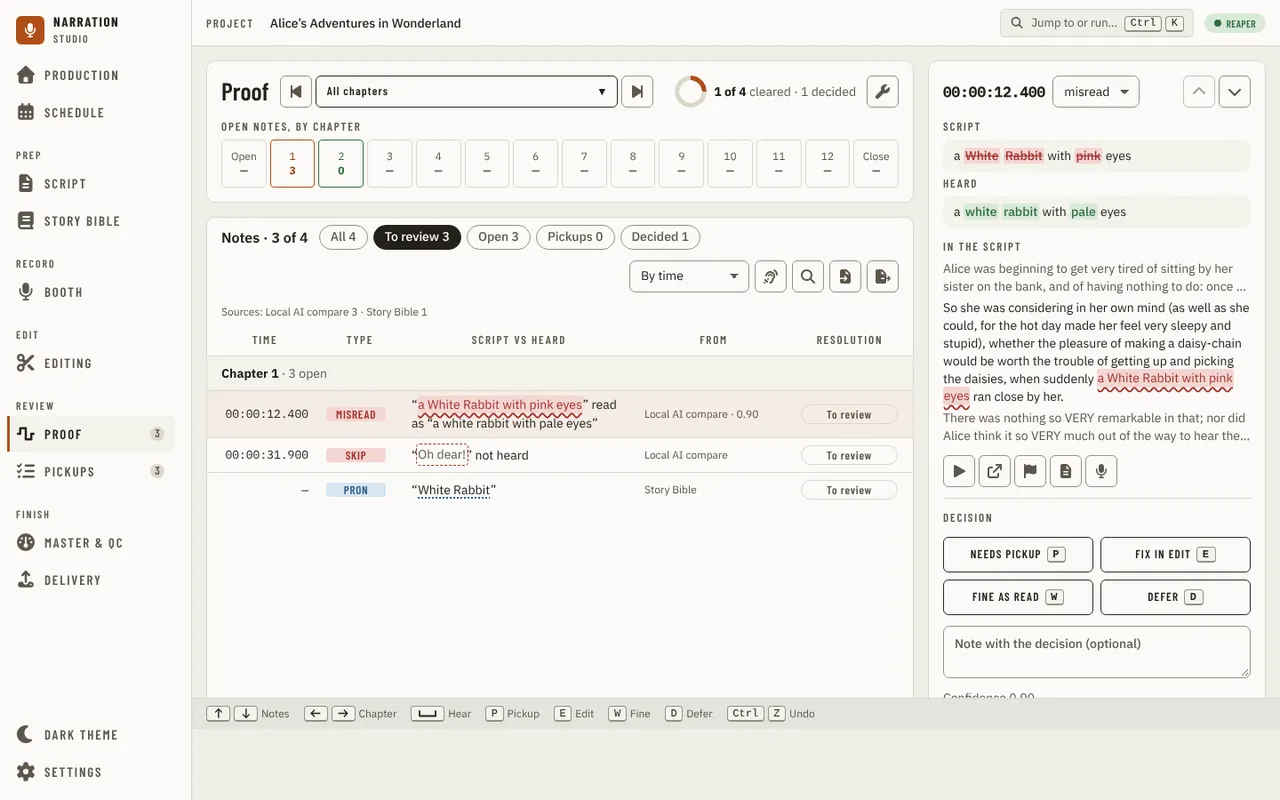 NARRATION
STUDIO
PRODUCTION
SCHEDULE
PREP
SCRIPT
STORY BIBLE
RECORD
BOOTH
EDIT
EDITING
REVIEW
PROOF 3
PICKUPS 3
FINISH
MASTER & QC
DELIVERY
DARK THEME
SETTINGS
PROJECT Alice's Adventures in Wonderland
Jump to or run... Ctrl K
REAPER
Proof All chapters 1 of 4 cleared · 1 decided
OPEN NOTES, BY CHAPTER
Open 1 2 3 4 5 6 7 8 9 10 11 12 Close
– 3 0 – – – – – – – – – – –
Notes · 3 of 4 All 4 To review 3 Open 3 Pickups 0 Decided 1
By time
Sources: Local AI compare 3 · Story Bible 1
TIME TYPE SCRIPT VS HEARD FROM RESOLUTION
Chapter 1 · 3 open
00:00:12.400 MISREAD “a White Rabbit with pink eyes” read
as “a white rabbit with pale eyes” Local AI compare · 0.90 To review
00:00:31.900 SKIP “Oh dear!” not heard Local AI compare To review
– PRON “White Rabbit” Story Bible To review
00:00:12.400 misread
SCRIPT
a White Rabbit with pink eyes
HEARD
a white rabbit with pale eyes
IN THE SCRIPT
Alice was beginning to get very tired of sitting by her
sister on the bank, and of having nothing to do: once ...
So she was considering in her own mind (as well as she
could, for the hot day made her feel very sleepy and
stupid), whether the pleasure of making a daisy-chain
would be worth the trouble of getting up and picking
the daisies, when suddenly a White Rabbit with pink
eyes ran close by her.
There was nothing so VERY remarkable in that; nor did
Alice think it so VERY much out of the way to hear the...
DECISION
NEEDS PICKUP P FIX IN EDIT E
FINE AS READ W DEFER D
Note with the decision (optional)
Confidence 0.90
↑ ↓ Notes ← → Chapter Hear P Pickup E Edit W Fine D Defer Ctrl Z Undo